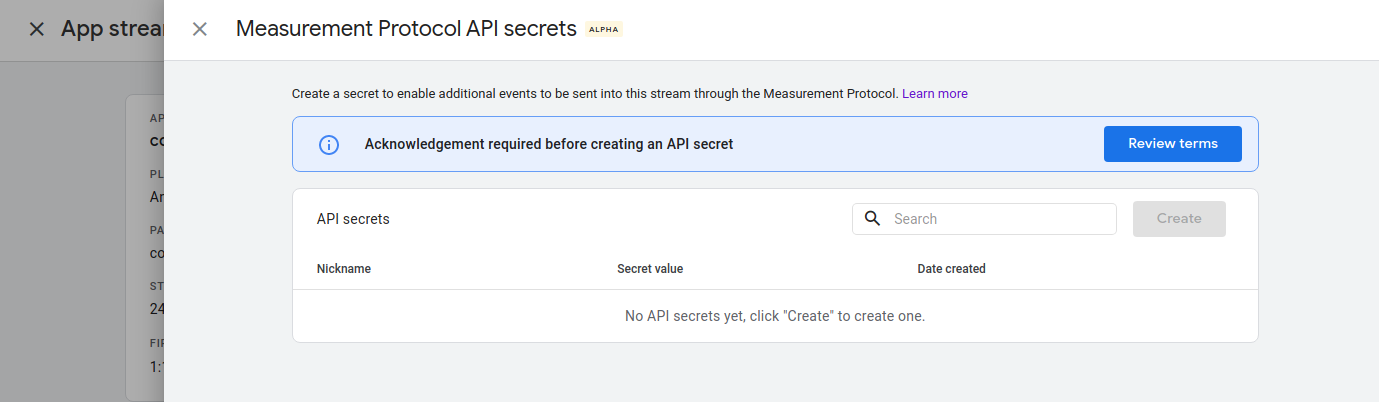 App strea
Measurement Protocol API secrets ALPHA
Create a secret to enable additional events to be sent into this stream through the Measurement Protocol. Learn more
Acknowledgement required before creating an API secret
Review terms
API secrets
Search
Create
Nickname Secret value Date created
No API secrets yet, click "Create" to create one.
AP
co
PL
An
PA
co
ST
24
FIR